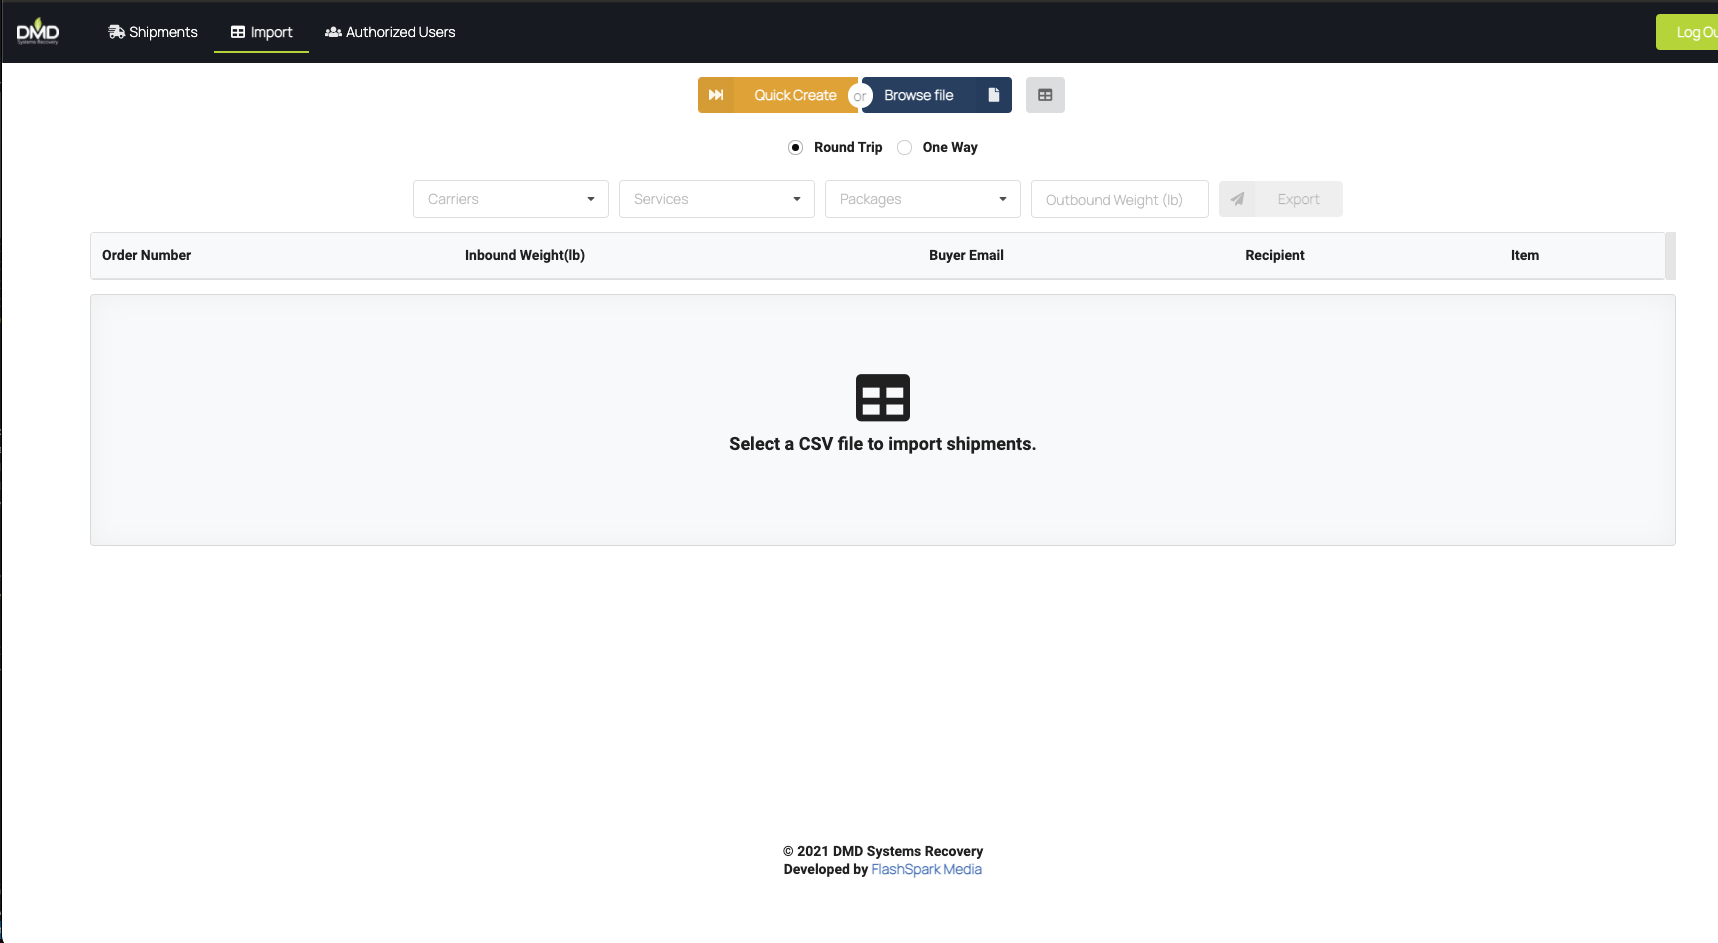 DMD
Systems Recovery
Shipments
Import
Authorized Users
Log Ou
Quick Create
or
Browse file
Round Trip
One Way
Carriers
Services
Packages
Outbound Weight (lb)
Export
Order Number
Inbound Weight(lb)
Buyer Email
Recipient
Item
Select a CSV file to import shipments.
© 2021 DMD Systems Recovery
Developed by FlashSpark Media